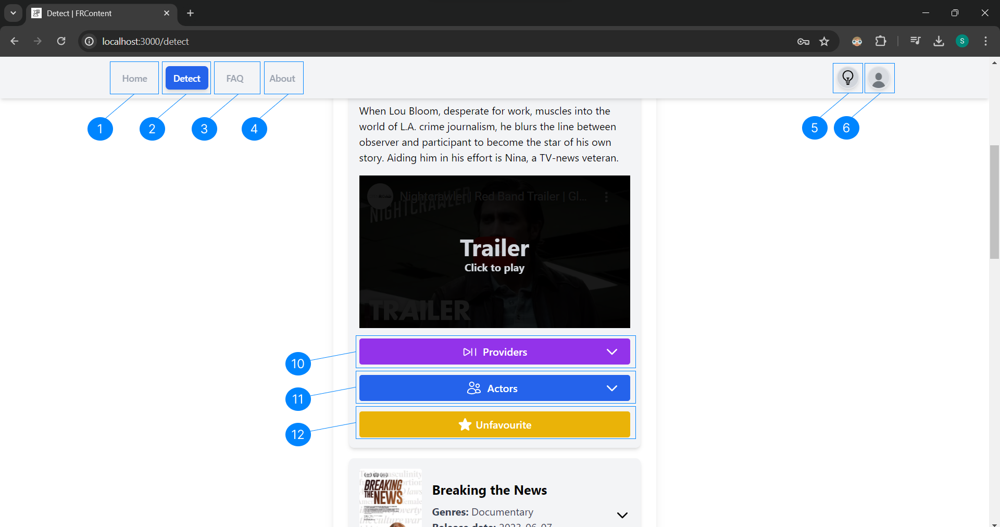 Detect | FRContent
localhost:3000/detect
S
Home
Detect
FAQ
About
1
2
3
4
5
6
When Lou Bloom, desperate for work, muscles into the
world of L.A. crime journalism, he blurs the line between
observer and participant to become the star of his own
story. Aiding him in his effort is Nina, a TV-news veteran.
Nightcrawler | Red Band Trailer | Gl...
NIGHTCRAWLER
Trailer
Click to play
TRAILER
10
Providers
11
Actors
12
Unfavourite
BREAKING
THE NEWS
Breaking the News
Genres: Documentary
Release date: 2023-06-07